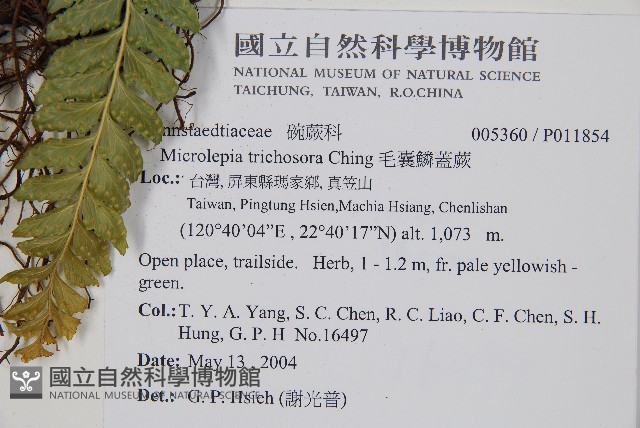 國立自然科學博物館
NATIONAL MUSEUM OF NATURAL SCIENCE
TAICHUNG, TAIWAN, R.O.CHINA
nnstaedtiaceae 碗蕨科 005360 / P011854
Microlepia trichosora Ching 毛囊鱗蓋蕨
Loc.: 台灣, 屏東縣瑪家鄉, 真笠山
Taiwan, Pingtung Hsien,Machia Hsiang, Chenlishan
(120°40'04"E , 22°40'17"N) alt. 1,073 m.
Open place, trailside. Herb, 1 - 1.2 m, fr. pale yellowish -
green.
Col.: T. Y. A. Yang, S. C. Chen, R. C. Liao, C. F. Chen, S. H.
Hung, G. P. H No.16497
Date: May 13 , 2004
Det.: G. P. Hsieh (謝光普)
國立自然科學博物館
NATIONAL MUSEUM OF NATURAL SCIENCE